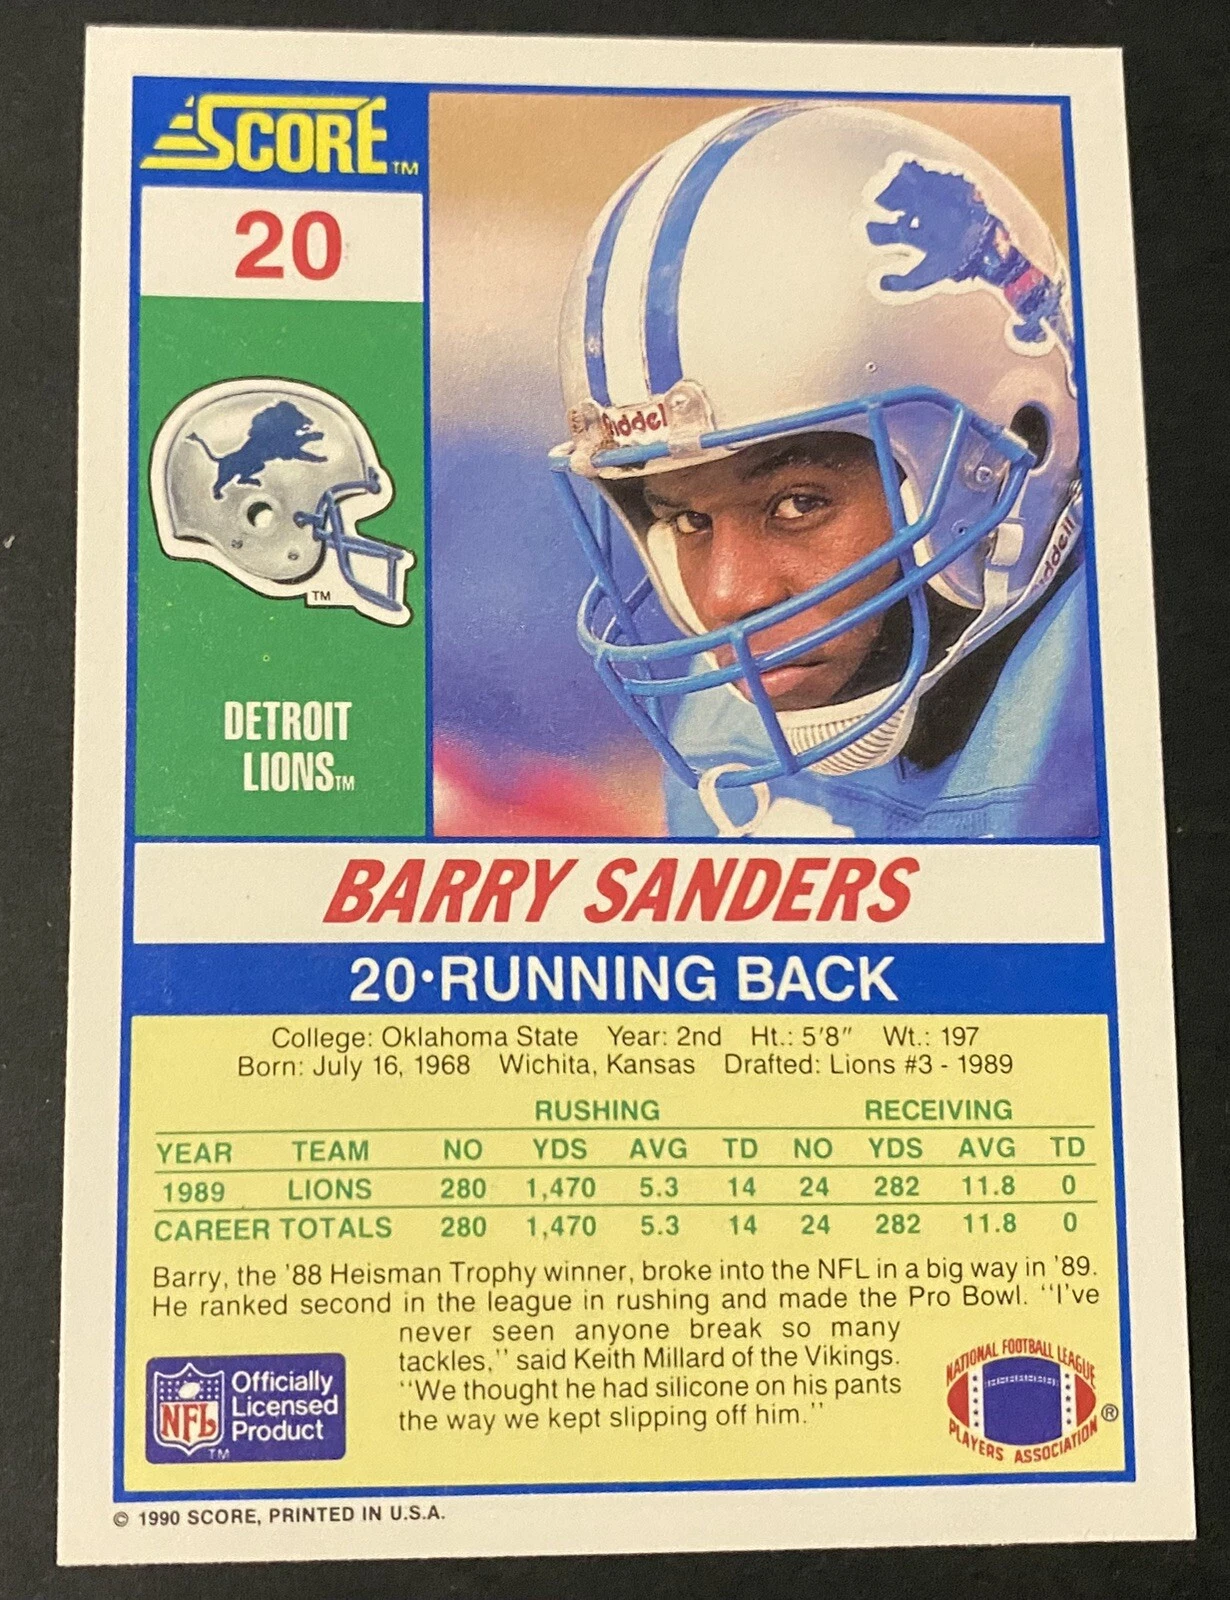 SCORE™
20
Riddell
Riddell
TM
DETROIT
LIONS™
BARRY SANDERS
20·RUNNING BACK
College: Oklahoma State Year: 2nd Ht.: 5'8" Wt.: 197
Born: July 16, 1968 Wichita, Kansas Drafted: Lions #3 - 1989
RUSHING RECEIVING
YEAR TEAM NO YDS AVG TD NO YDS AVG TD
1989 LIONS 280 1,470 5.3 14 24 282 11.8 0
CAREER TOTALS 280 1,470 5.3 14 24 282 11.8 0
Barry, the '88 Heisman Trophy winner, broke into the NFL in a big way in '89.
He ranked second in the league in rushing and made the Pro Bowl. "I've
never seen anyone break so many
tackles," said Keith Millard of the Vikings.
"We thought he had silicone on his pants
the way we kept slipping off him."
NFL
TM
Officially
Licensed
Product
NATIONAL FOOTBALL LEAGUE
PLAYERS ASSOCIATION
®
© 1990 SCORE, PRINTED IN U.S.A.